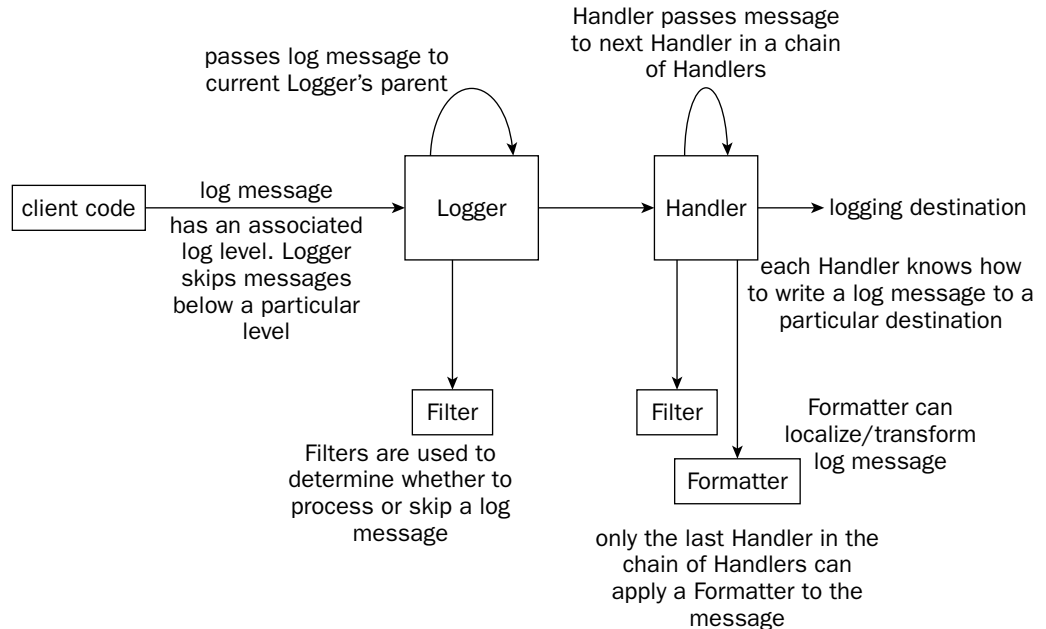 Handler passes message
to next Handler in a chain
of Handlers
passes log message to
current Logger’s parent
client code
log message
has an associated
log level. Logger
skips messages
below a particular
level
Logger
Handler
logging destination
each Handler knows how
to write a log message to a
particular destination
Filter
Filters are used to
determine whether to
process or skip a log
message
Filter
Formatter can
localize/transform
log message
Formatter
only the last Handler in the
chain of Handlers can
apply a Formatter to the
message